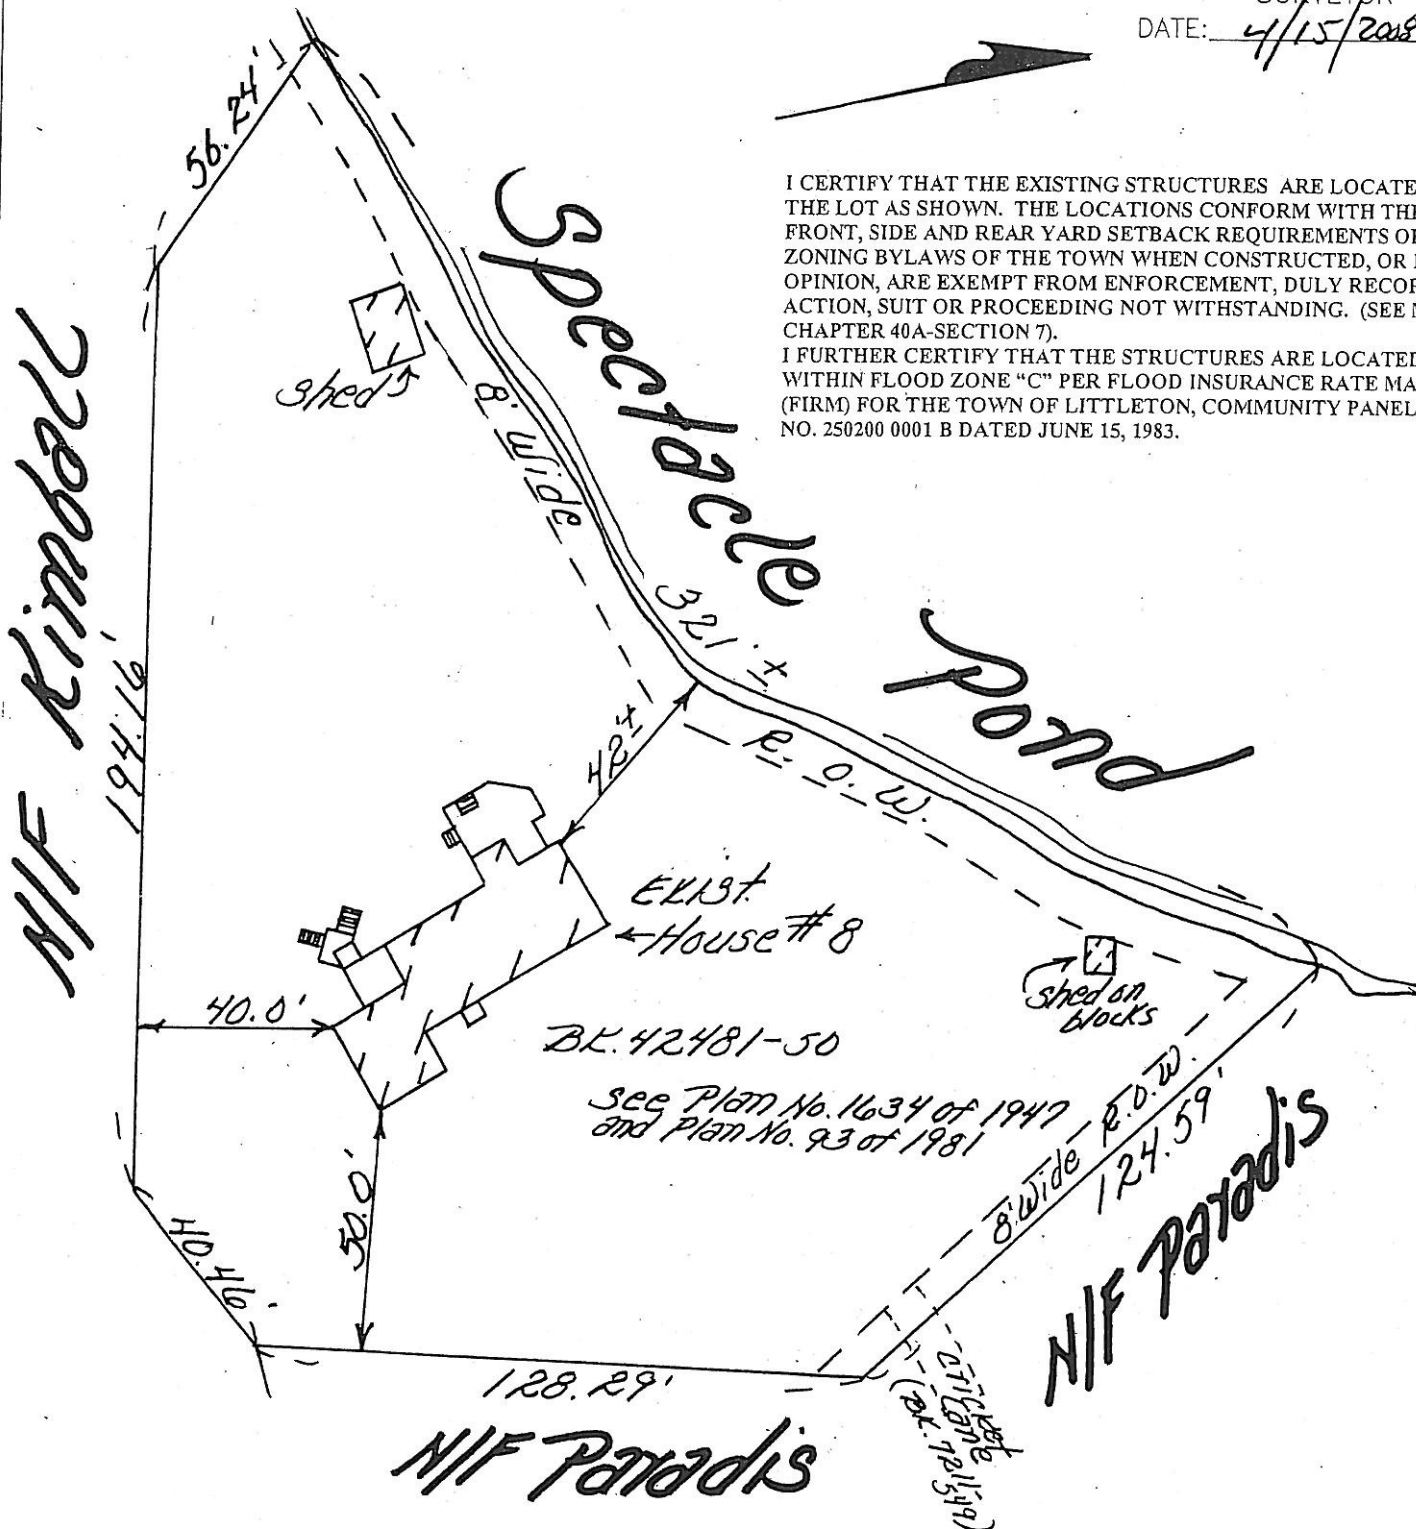 DATE: 4/15/2008
I CERTIFY THAT THE EXISTING STRUCTURES ARE LOCATE
THE LOT AS SHOWN. THE LOCATIONS CONFORM WITH THE
FRONT, SIDE AND REAR YARD SETBACK REQUIREMENTS OF
ZONING BYLAWS OF THE TOWN WHEN CONSTRUCTED, OR
OPINION, ARE EXEMPT FROM ENFORCEMENT, DULY RECOR
ACTION, SUIT OR PROCEEDING NOT WITHSTANDING. (SEE
CHAPTER 40A-SECTION 7).
I FURTHER CERTIFY THAT THE STRUCTURES ARE LOCATED
WITHIN FLOOD ZONE "C" PER FLOOD INSURANCE RATE MA
(FIRM) FOR THE TOWN OF LITTLETON, COMMUNITY PANEL
NO. 250200 0001 B DATED JUNE 15, 1983.
56.24'
Spectacle Pond
shed
8' Wide
R.O.W.
321'±
N/F Kimball
194.16'
42'±
Exist.
House #8
shed on
blocks
40.0'
BK. 42481-50
see Plan No. 1634 of 1947
and Plan No. 93 of 1981
50.0'
8' Wide R.O.W.
124.59'
N/F Paradis
40.46'
128.29'
N/F Paradis
Cricket
Lane